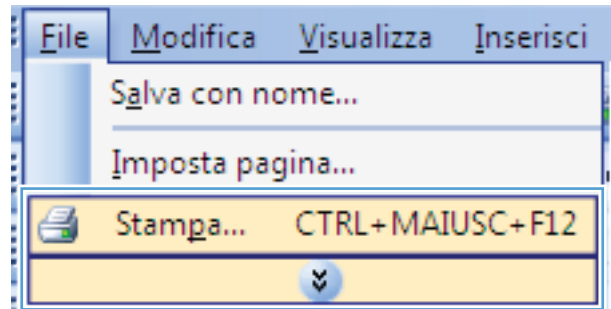 File Modifica Visualizza Inserisci
Salva con nome...
Imposta pagina...
Stampa... CTRL+MAIUSC+F12